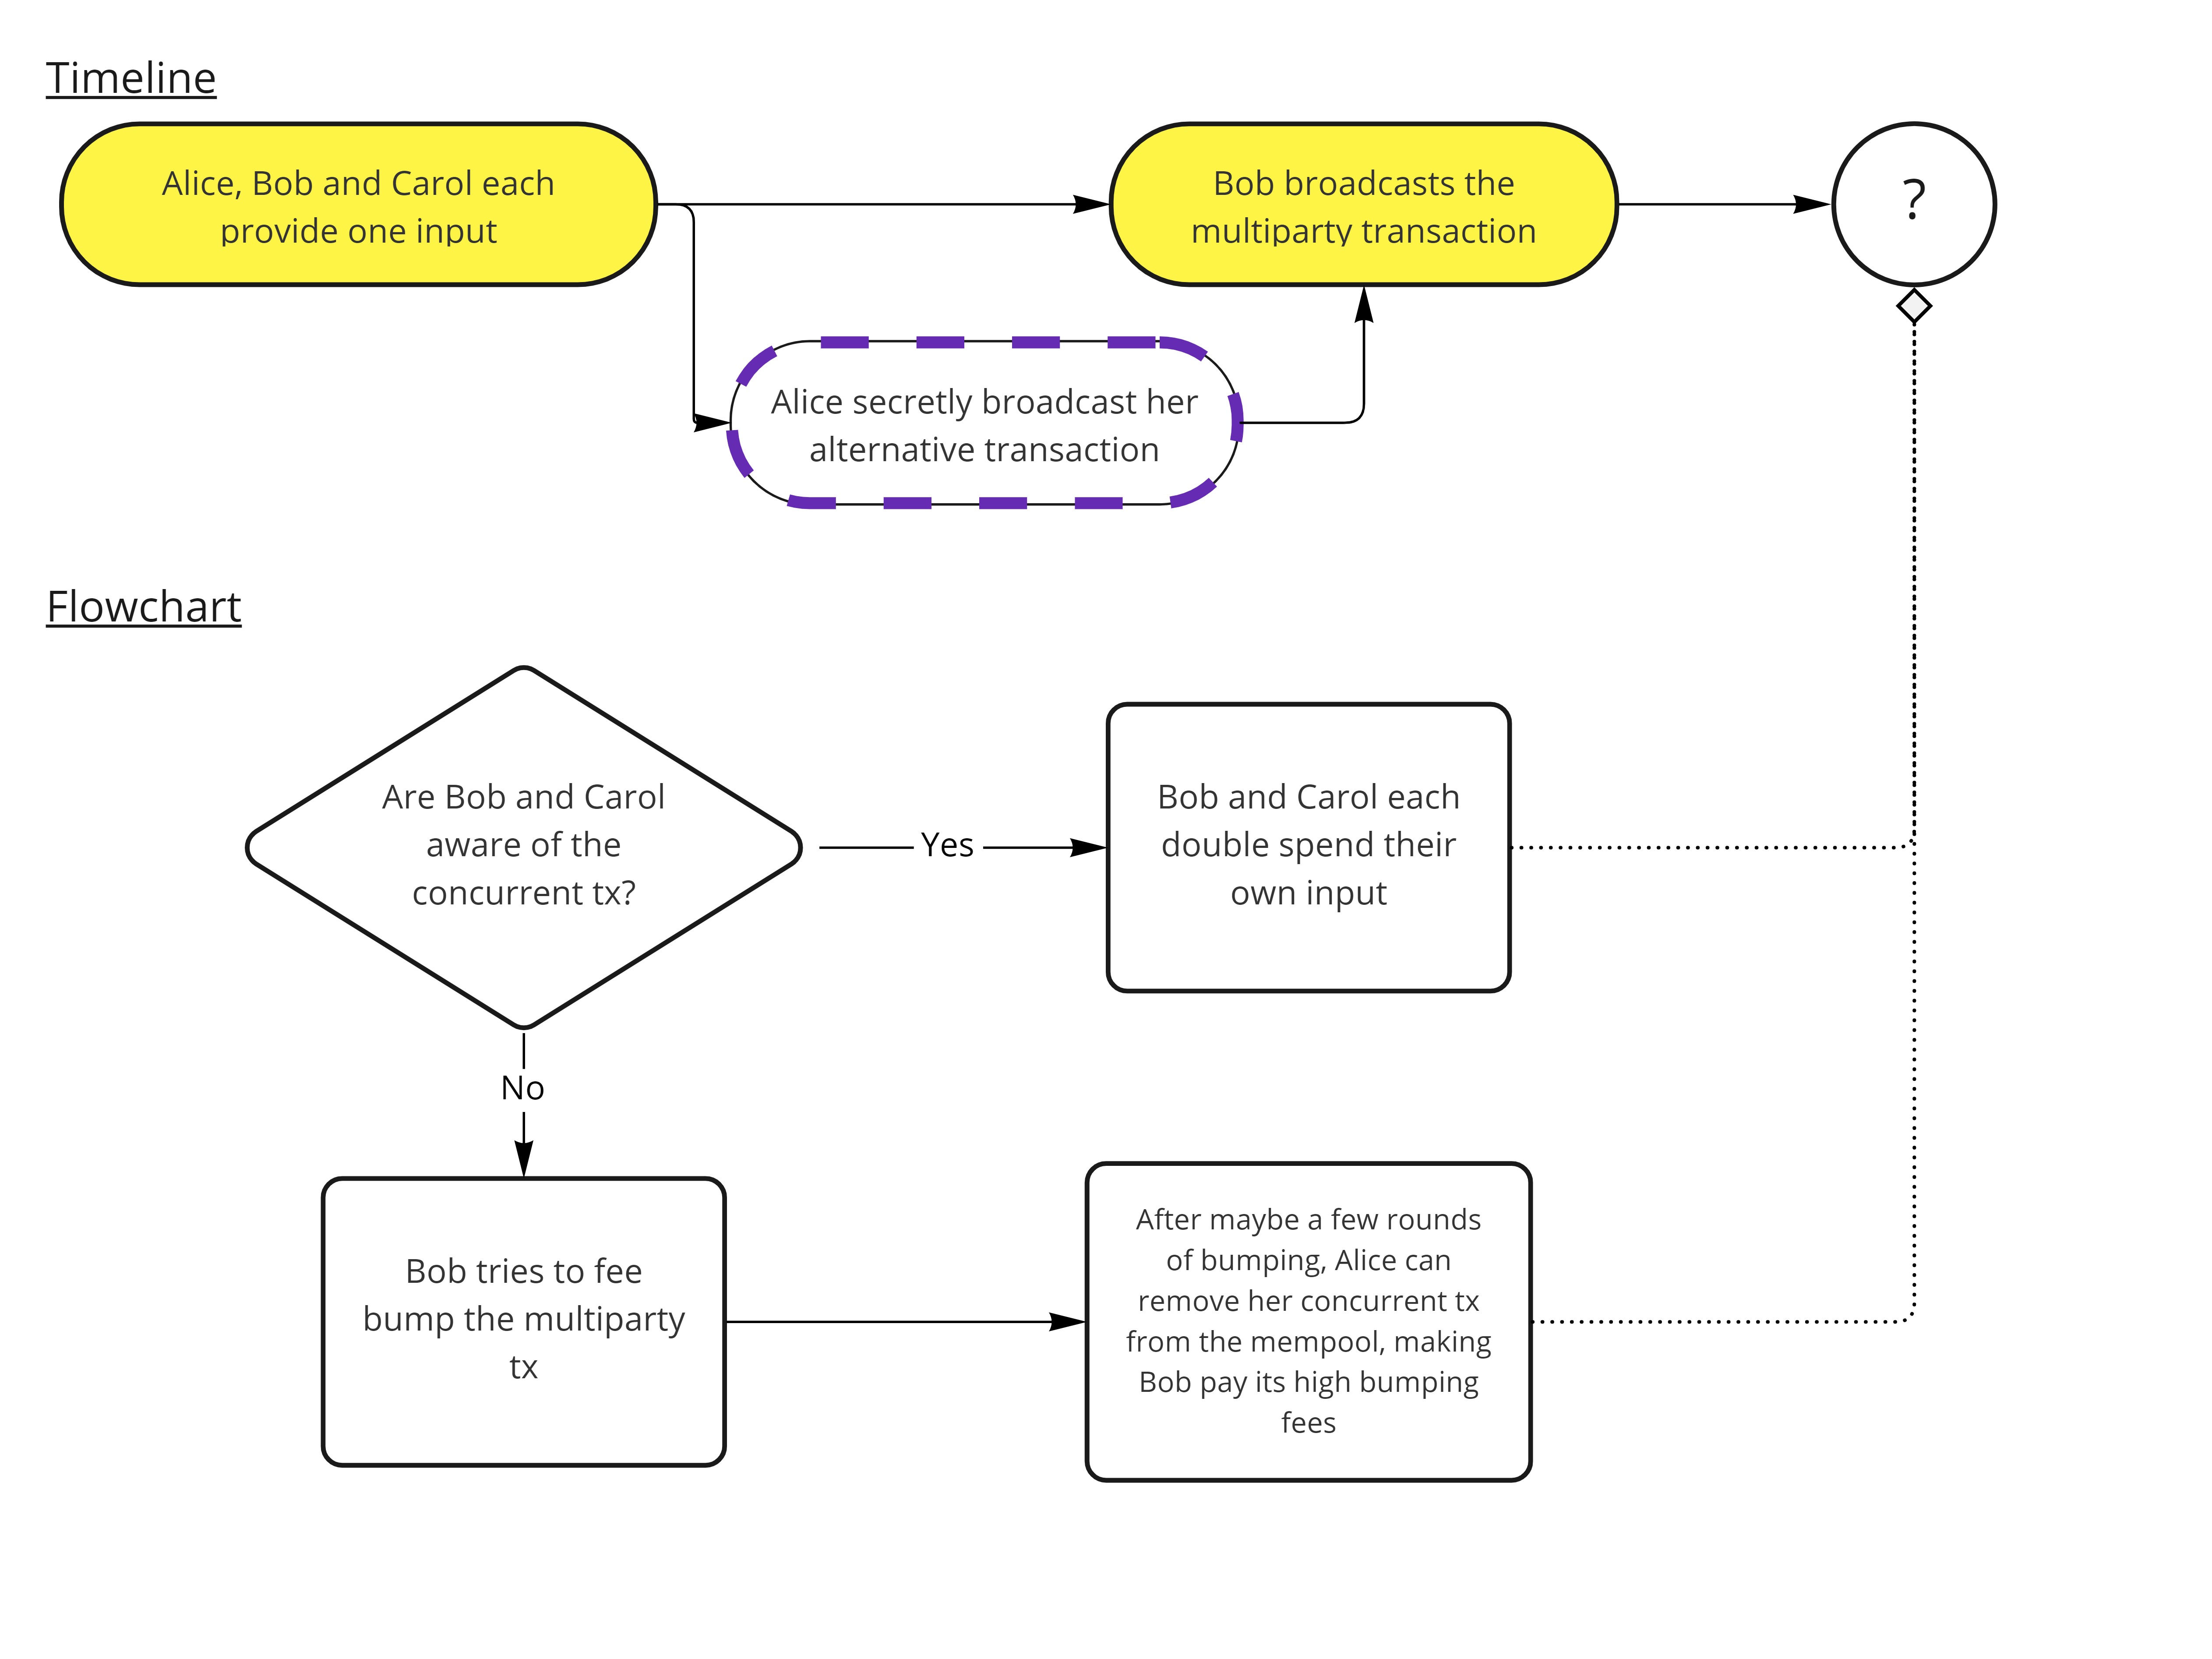 Timeline
Alice, Bob and Carol each
provide one input
Bob broadcasts the
multiparty transaction
?
Alice secretly broadcast her
alternative transaction
Flowchart
Are Bob and Carol
aware of the
concurrent tx?
Yes
Bob and Carol each
double spend their
own input
No
Bob tries to fee
bump the multiparty
tx
After maybe a few rounds
of bumping, Alice can
remove her concurrent tx
from the mempool, making
Bob pay its high bumping
fees